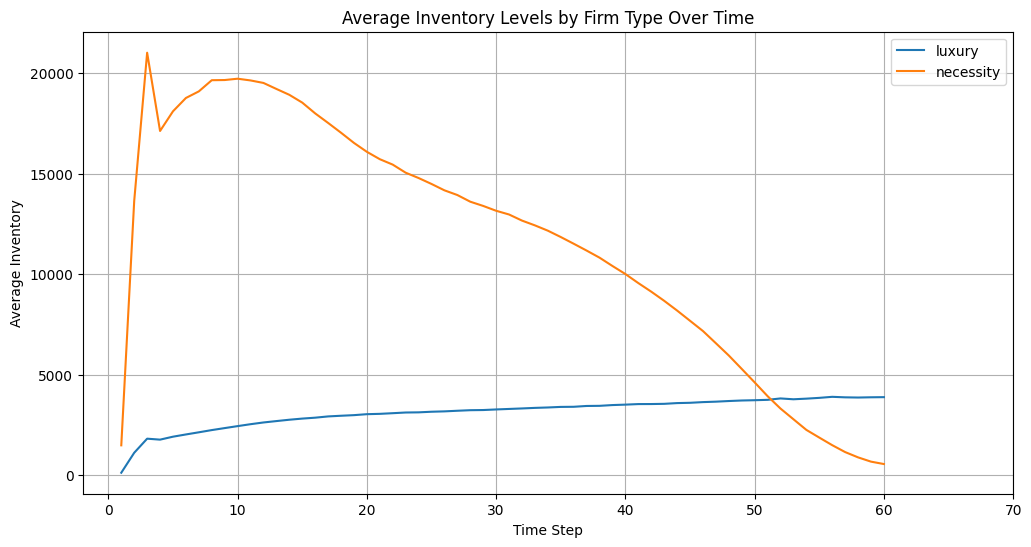 Average Inventory Levels by Firm Type Over Time
luxury
necessity
Average Inventory
20000
15000
10000
5000
0
0 10 20 30 40 50 60 70
Time Step